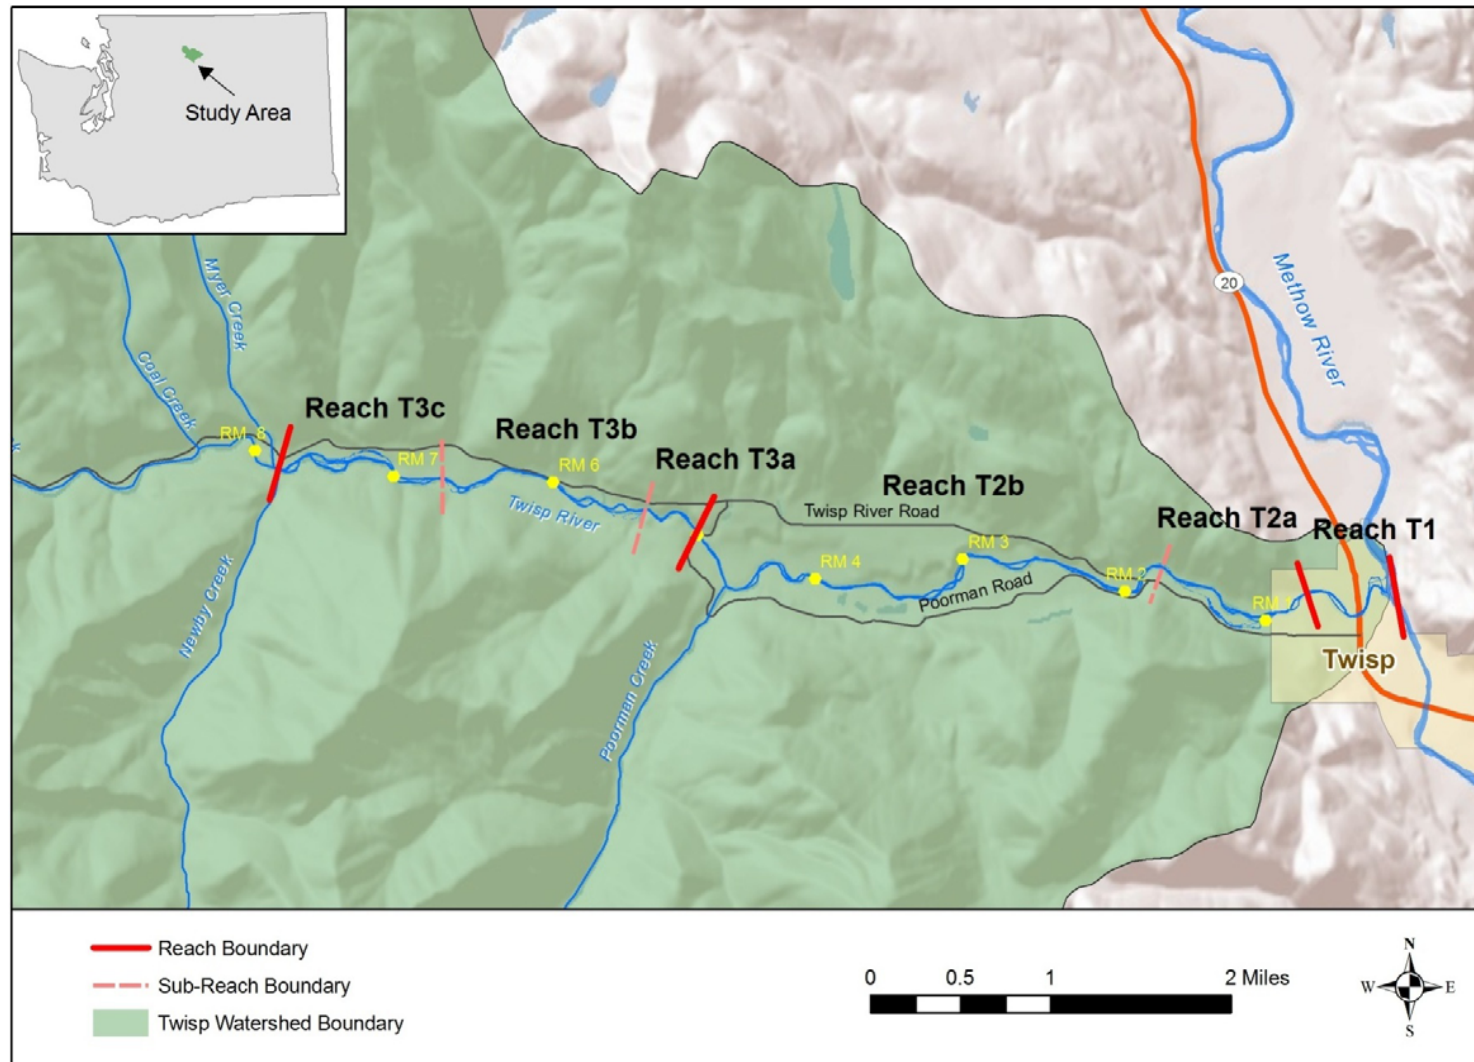 Study Area
Myer Creek
Coal Creek
20
Methow River
Reach T3c
RM 8
RM 7
Reach T3b
RM 6
Twisp River
Reach T3a
Reach T2b
Twisp River Road
RM 3
RM 4
Poorman Road
Reach T2a
RM 2
Reach T1
RM 1
Twisp
Newby Creek
Poorman Creek
Reach Boundary
Sub-Reach Boundary
Twisp Watershed Boundary
0 0.5 1 2 Miles
N
W E
S